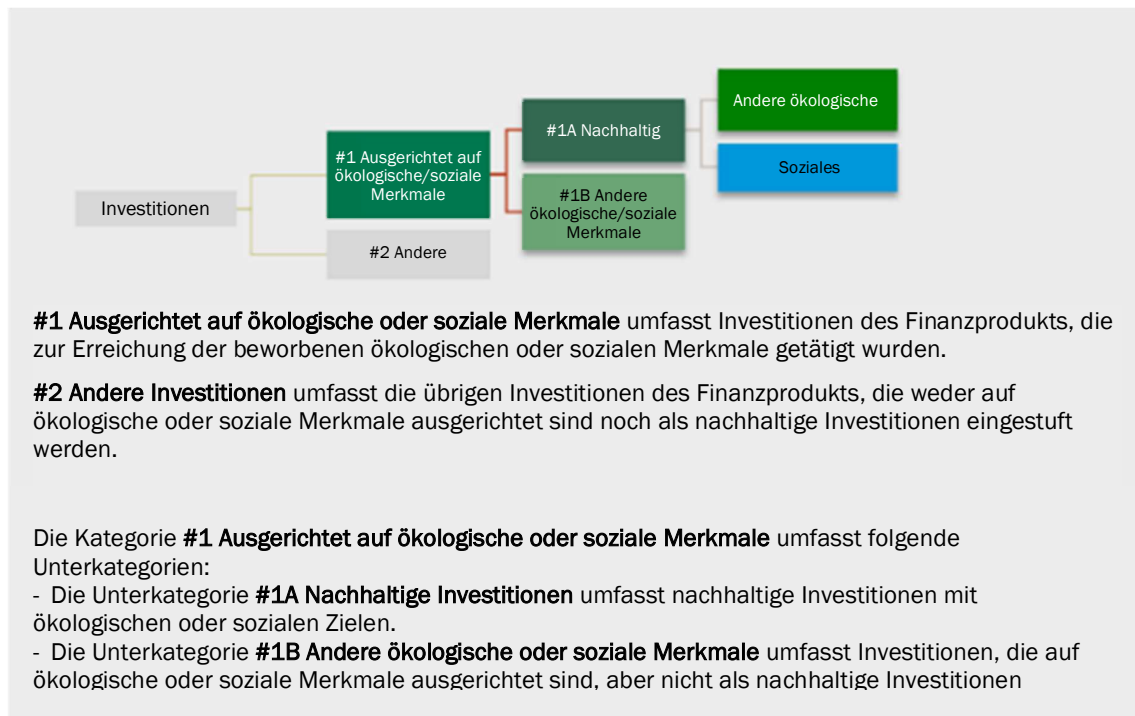 Andere ökologische
#1A Nachhaltig
#1 Ausgerichtet auf
ökologische/soziale
Merkmale
Soziales
#1B Andere
ökologische/soziale
Merkmale
Investitionen
#2 Andere
#1 Ausgerichtet auf ökologische oder soziale Merkmale umfasst Investitionen des Finanzprodukts, die
zur Erreichung der beworbenen ökologischen oder sozialen Merkmale getätigt wurden.
#2 Andere Investitionen umfasst die übrigen Investitionen des Finanzprodukts, die weder auf
ökologische oder soziale Merkmale ausgerichtet sind noch als nachhaltige Investitionen eingestuft
werden.
Die Kategorie #1 Ausgerichtet auf ökologische oder soziale Merkmale umfasst folgende
Unterkategorien:
- Die Unterkategorie #1A Nachhaltige Investitionen umfasst nachhaltige Investitionen mit
ökologischen oder sozialen Zielen.
- Die Unterkategorie #1B Andere ökologische oder soziale Merkmale umfasst Investitionen, die auf
ökologische oder soziale Merkmale ausgerichtet sind, aber nicht als nachhaltige Investitionen